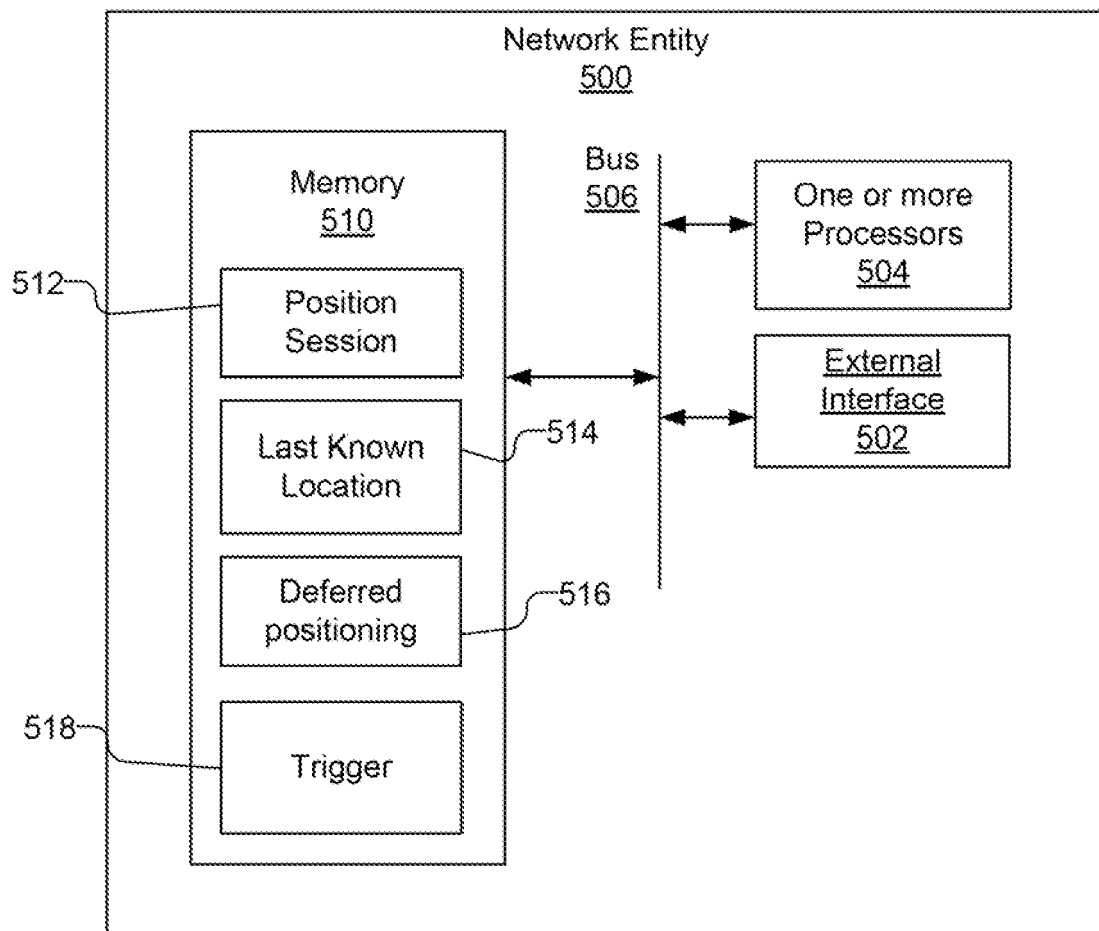 Network Entity
500
Memory
510
512
Position
Session
Last Known
Location
514
Deferred
positioning
516
518
Trigger
Bus
506
One or more
Processors
504
External
Interface
502